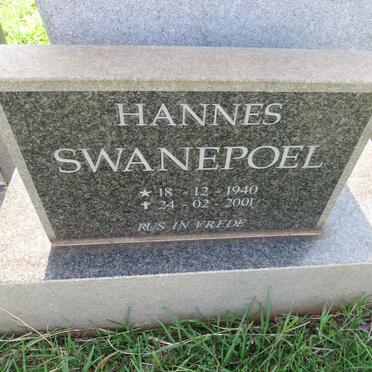 HANNES
SWANEPOEL
★ 18 - 12 - 1940
✝ 24 - 02 - 2001
RUS IN VREDE